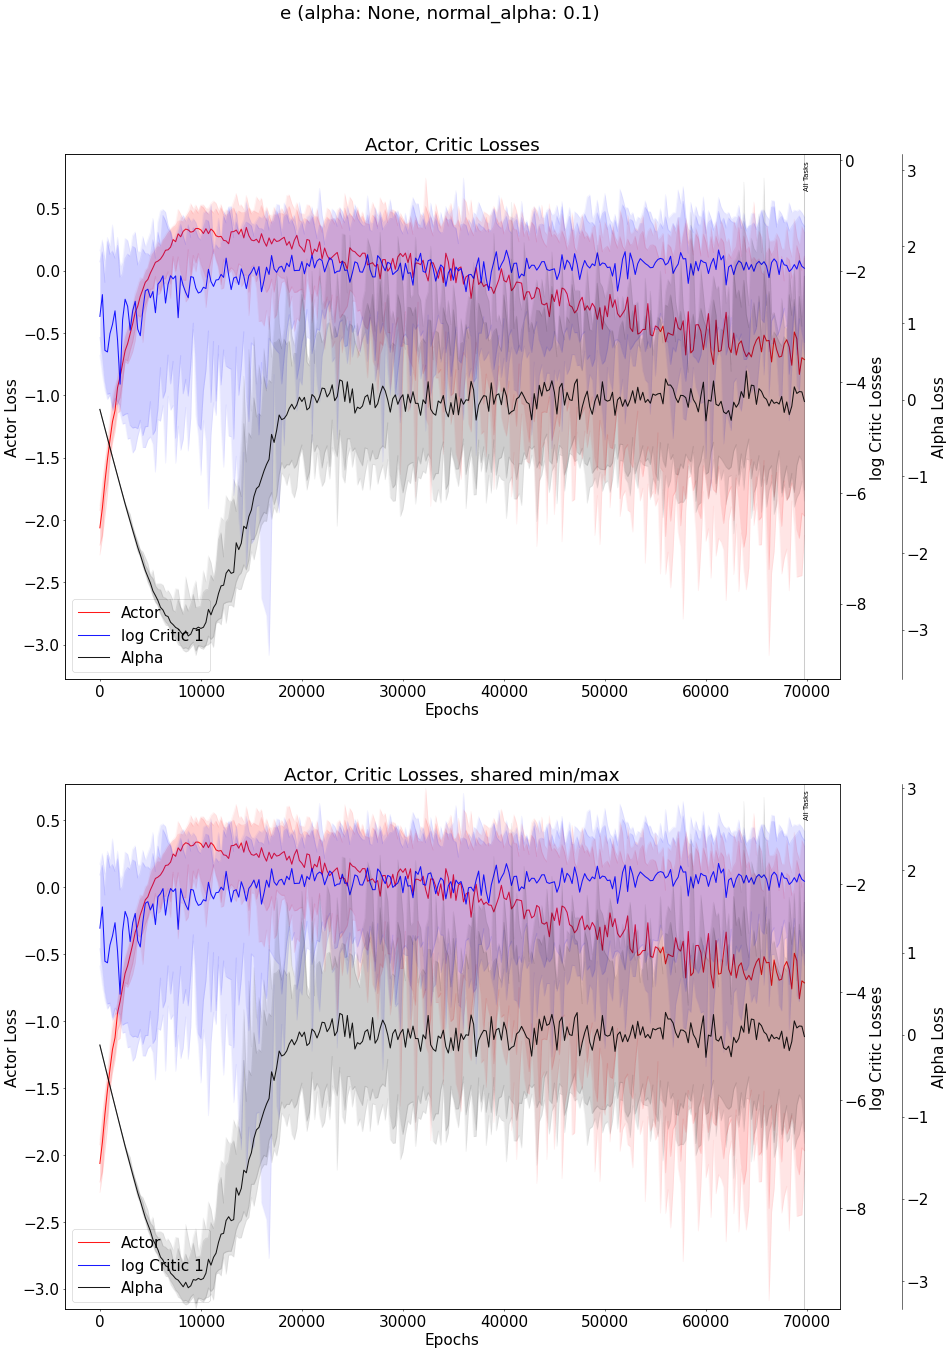 e (alpha: None, normal_alpha: 0.1)
Actor, Critic Losses
All Tasks
0.5
0.0
−0.5
−1.0
−1.5
−2.0
−2.5
−3.0
Actor Loss
0
−2
−4
−6
−8
log Critic Losses
3
2
1
0
−1
−2
−3
Alpha Loss
Actor
log Critic 1
Alpha
0 10000 20000 30000 40000 50000 60000 70000
Epochs
Actor, Critic Losses, shared min/max
All Tasks
0.5
0.0
−0.5
−1.0
−1.5
−2.0
−2.5
−3.0
Actor Loss
−2
−4
−6
−8
log Critic Losses
3
2
1
0
−1
−2
−3
Alpha Loss
Actor
log Critic 1
Alpha
0 10000 20000 30000 40000 50000 60000 70000
Epochs